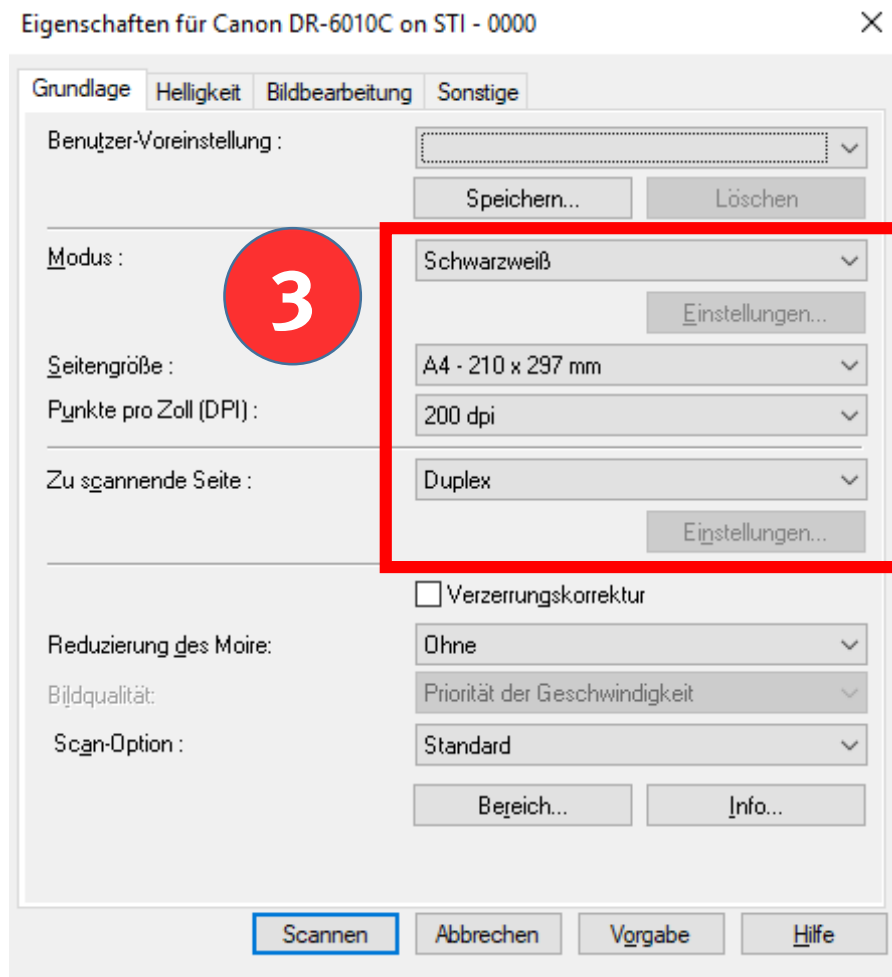 Eigenschaften für Canon DR-6010C on STI - 0000
Grundlage Helligkeit Bildbearbeitung Sonstige
Benutzer-Voreinstellung :
Speichern... Löschen
Modus : Schwarzweiß
3
Einstellungen...
Seitengröße : A4 - 210 x 297 mm
Punkte pro Zoll (DPI) : 200 dpi
Zu scannende Seite : Duplex
Einstellungen...
Verzerrungskorrektur
Reduzierung des Moire: Ohne
Bildqualität: Priorität der Geschwindigkeit
Scan-Option : Standard
Bereich... Info...
Scannen Abbrechen Vorgabe Hilfe